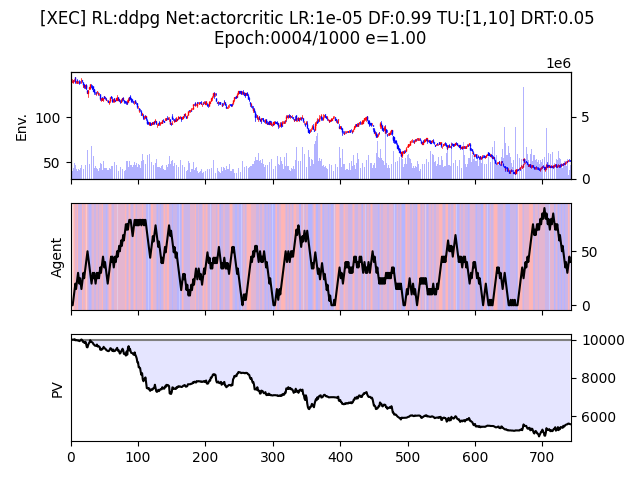 [XEC] RL:ddpg Net:actorcritic LR:1e-05 DF:0.99 TU:[1,10] DRT:0.05
Epoch:0004/1000 e=1.00
1e6
Env.
100
50
5
0
Agent
50
0
PV
10000
8000
6000
0 100 200 300 400 500 600 700